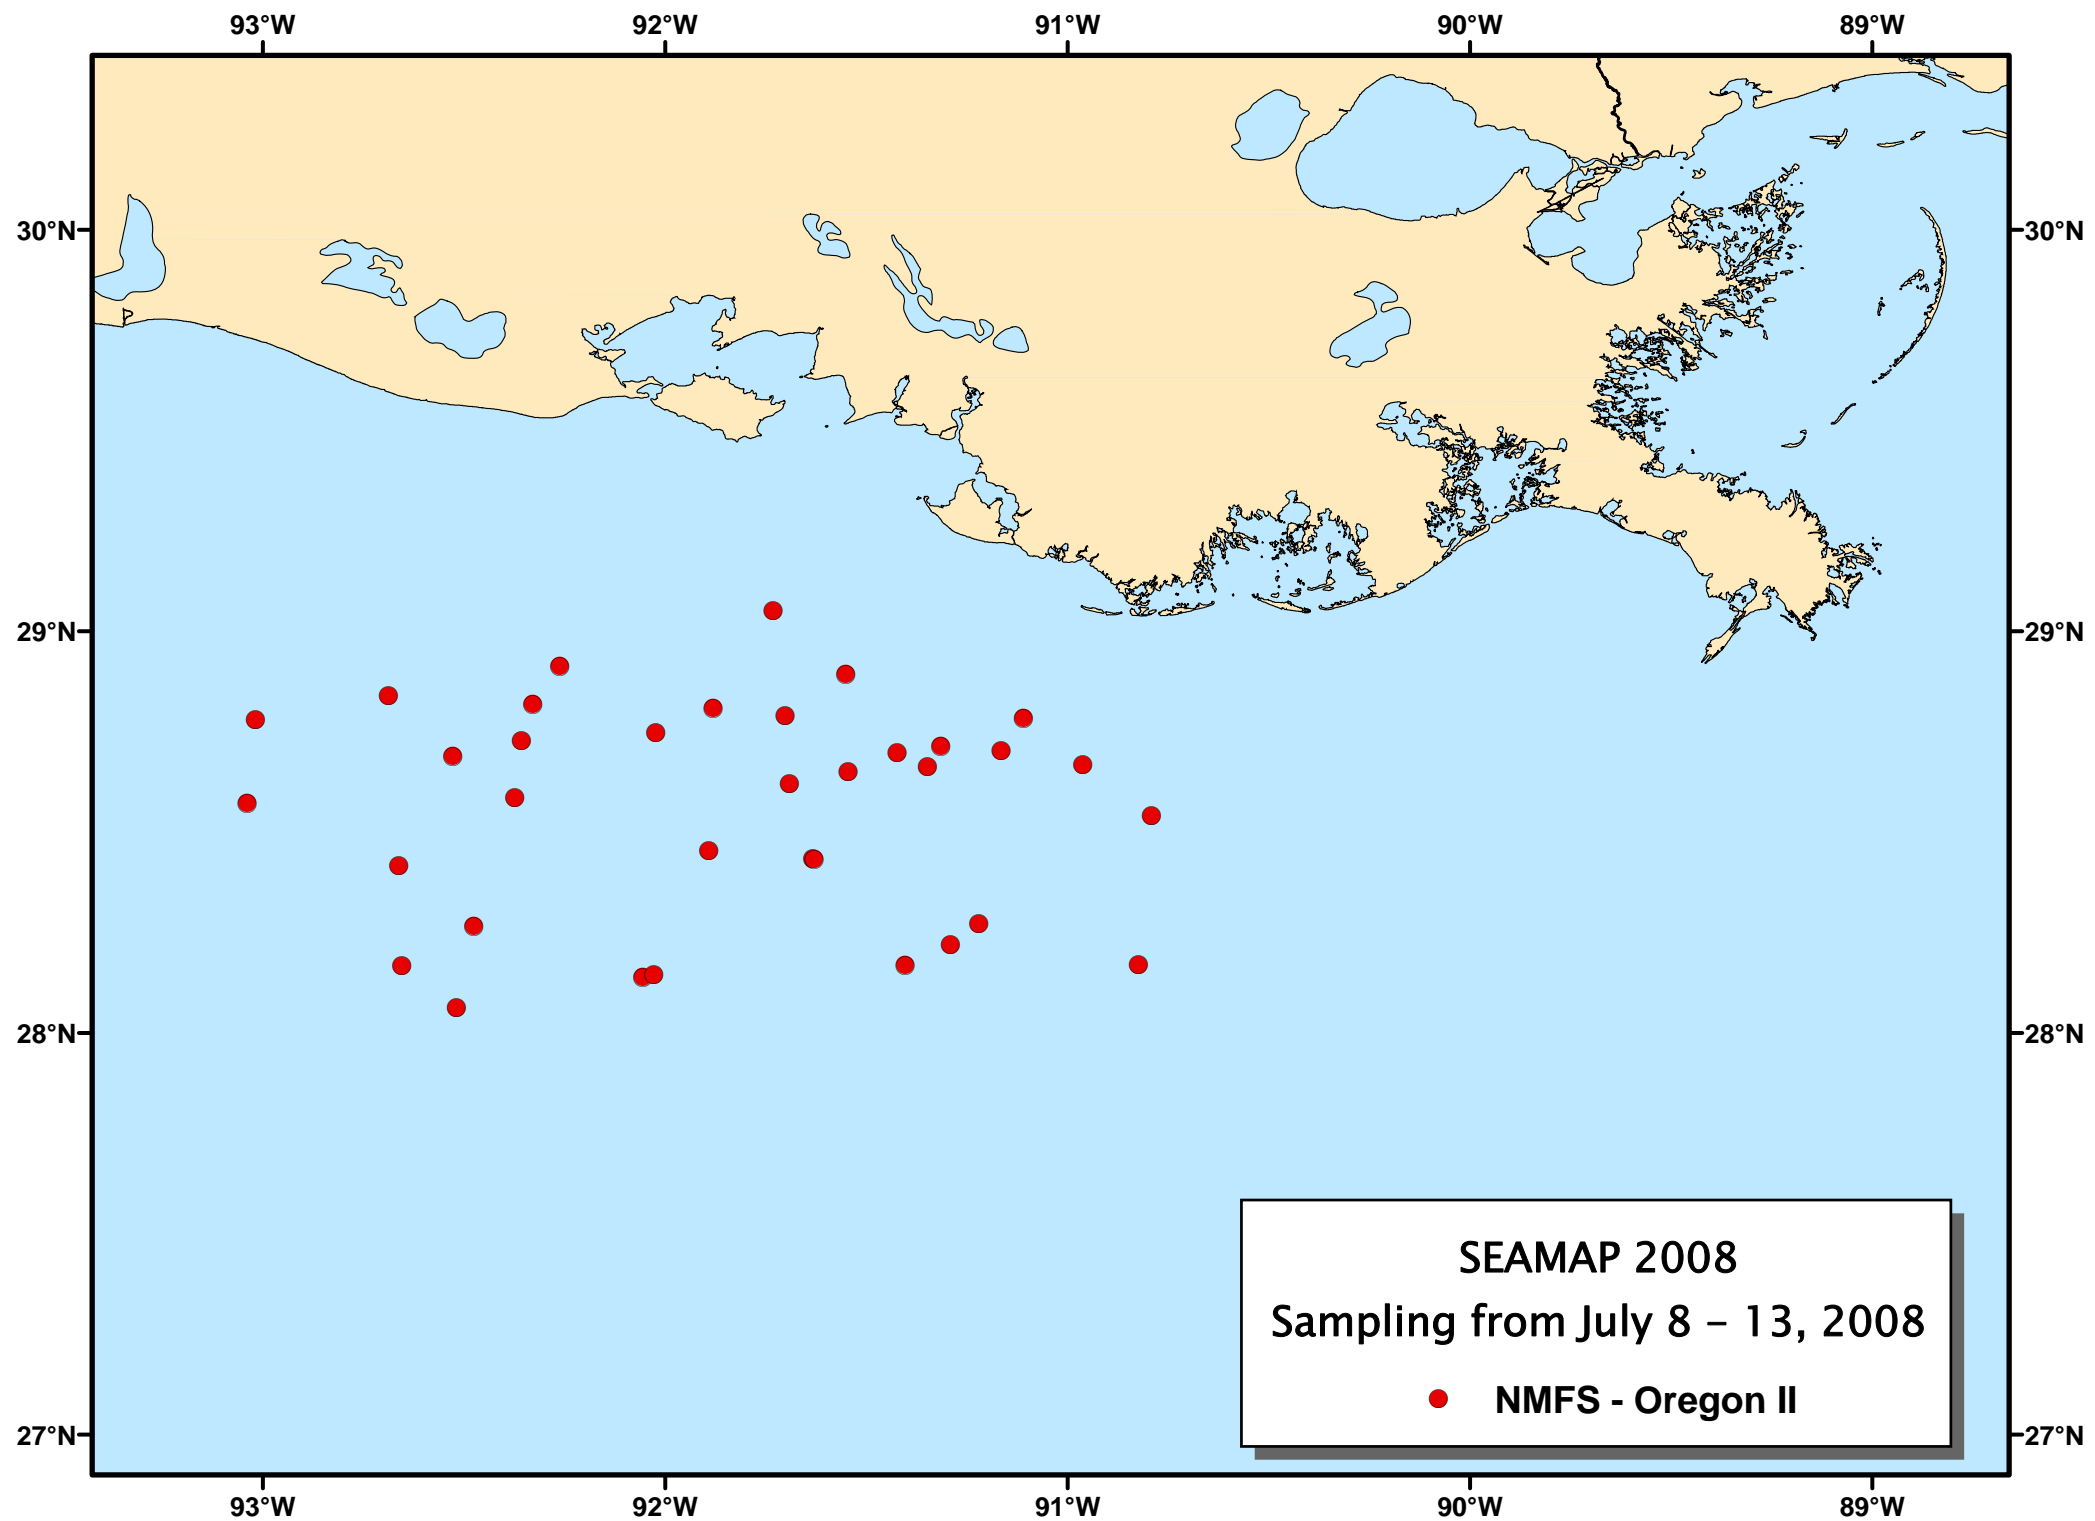 93°W 92°W 91°W 90°W 89°W
30°N 30°N
29°N 29°N
28°N 28°N
SEAMAP 2008
Sampling from July 8 – 13, 2008
NMFS - Oregon II
27°N 27°N
93°W 92°W 91°W 90°W 89°W